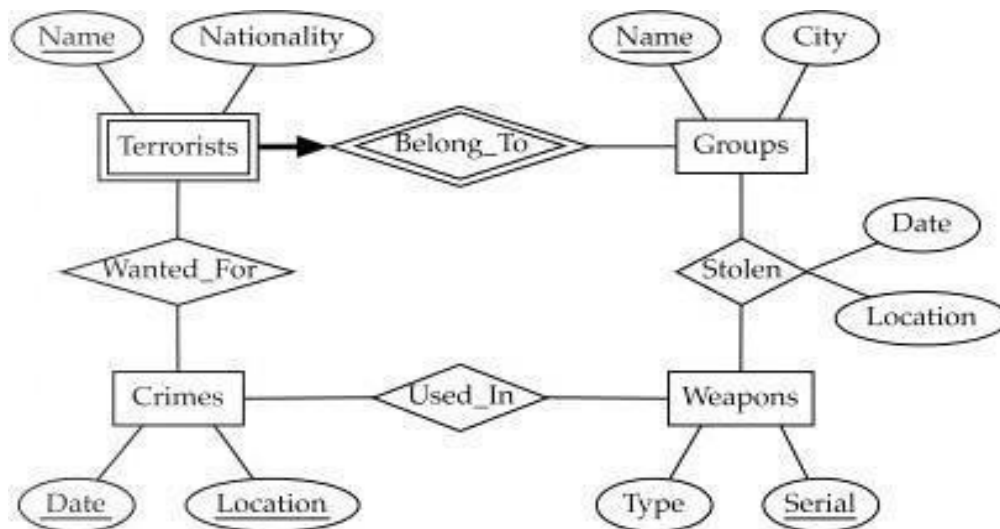 Name
Nationality
Name
City
Terrorists
Belong_To
Groups
Date
Wanted_For
Stolen
Location
Crimes
Used_In
Weapons
Date
Location
Type
Serial